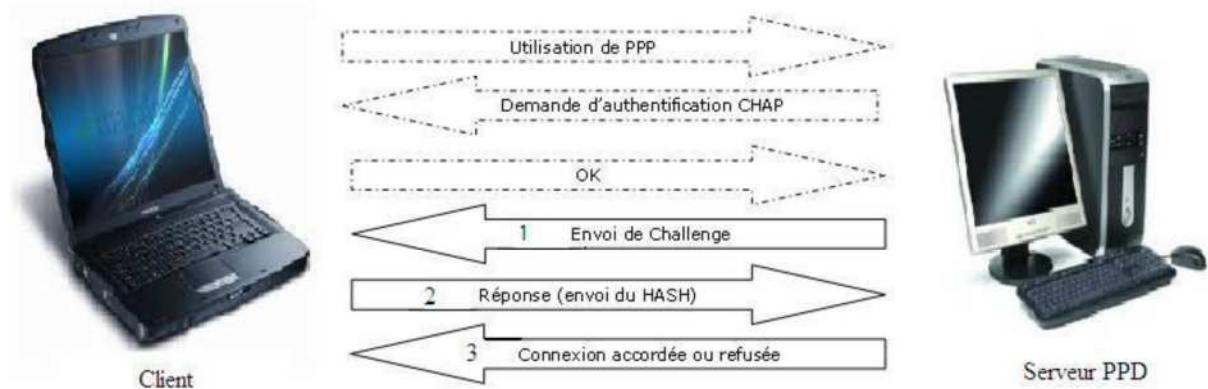 Utilisation de PPP
Demande d'authentification CHAP
OK
1 Envoi de Challenge
2 Réponse (envoi du HASH)
3 Connexion accordée ou refusée
Client
Serveur PPD